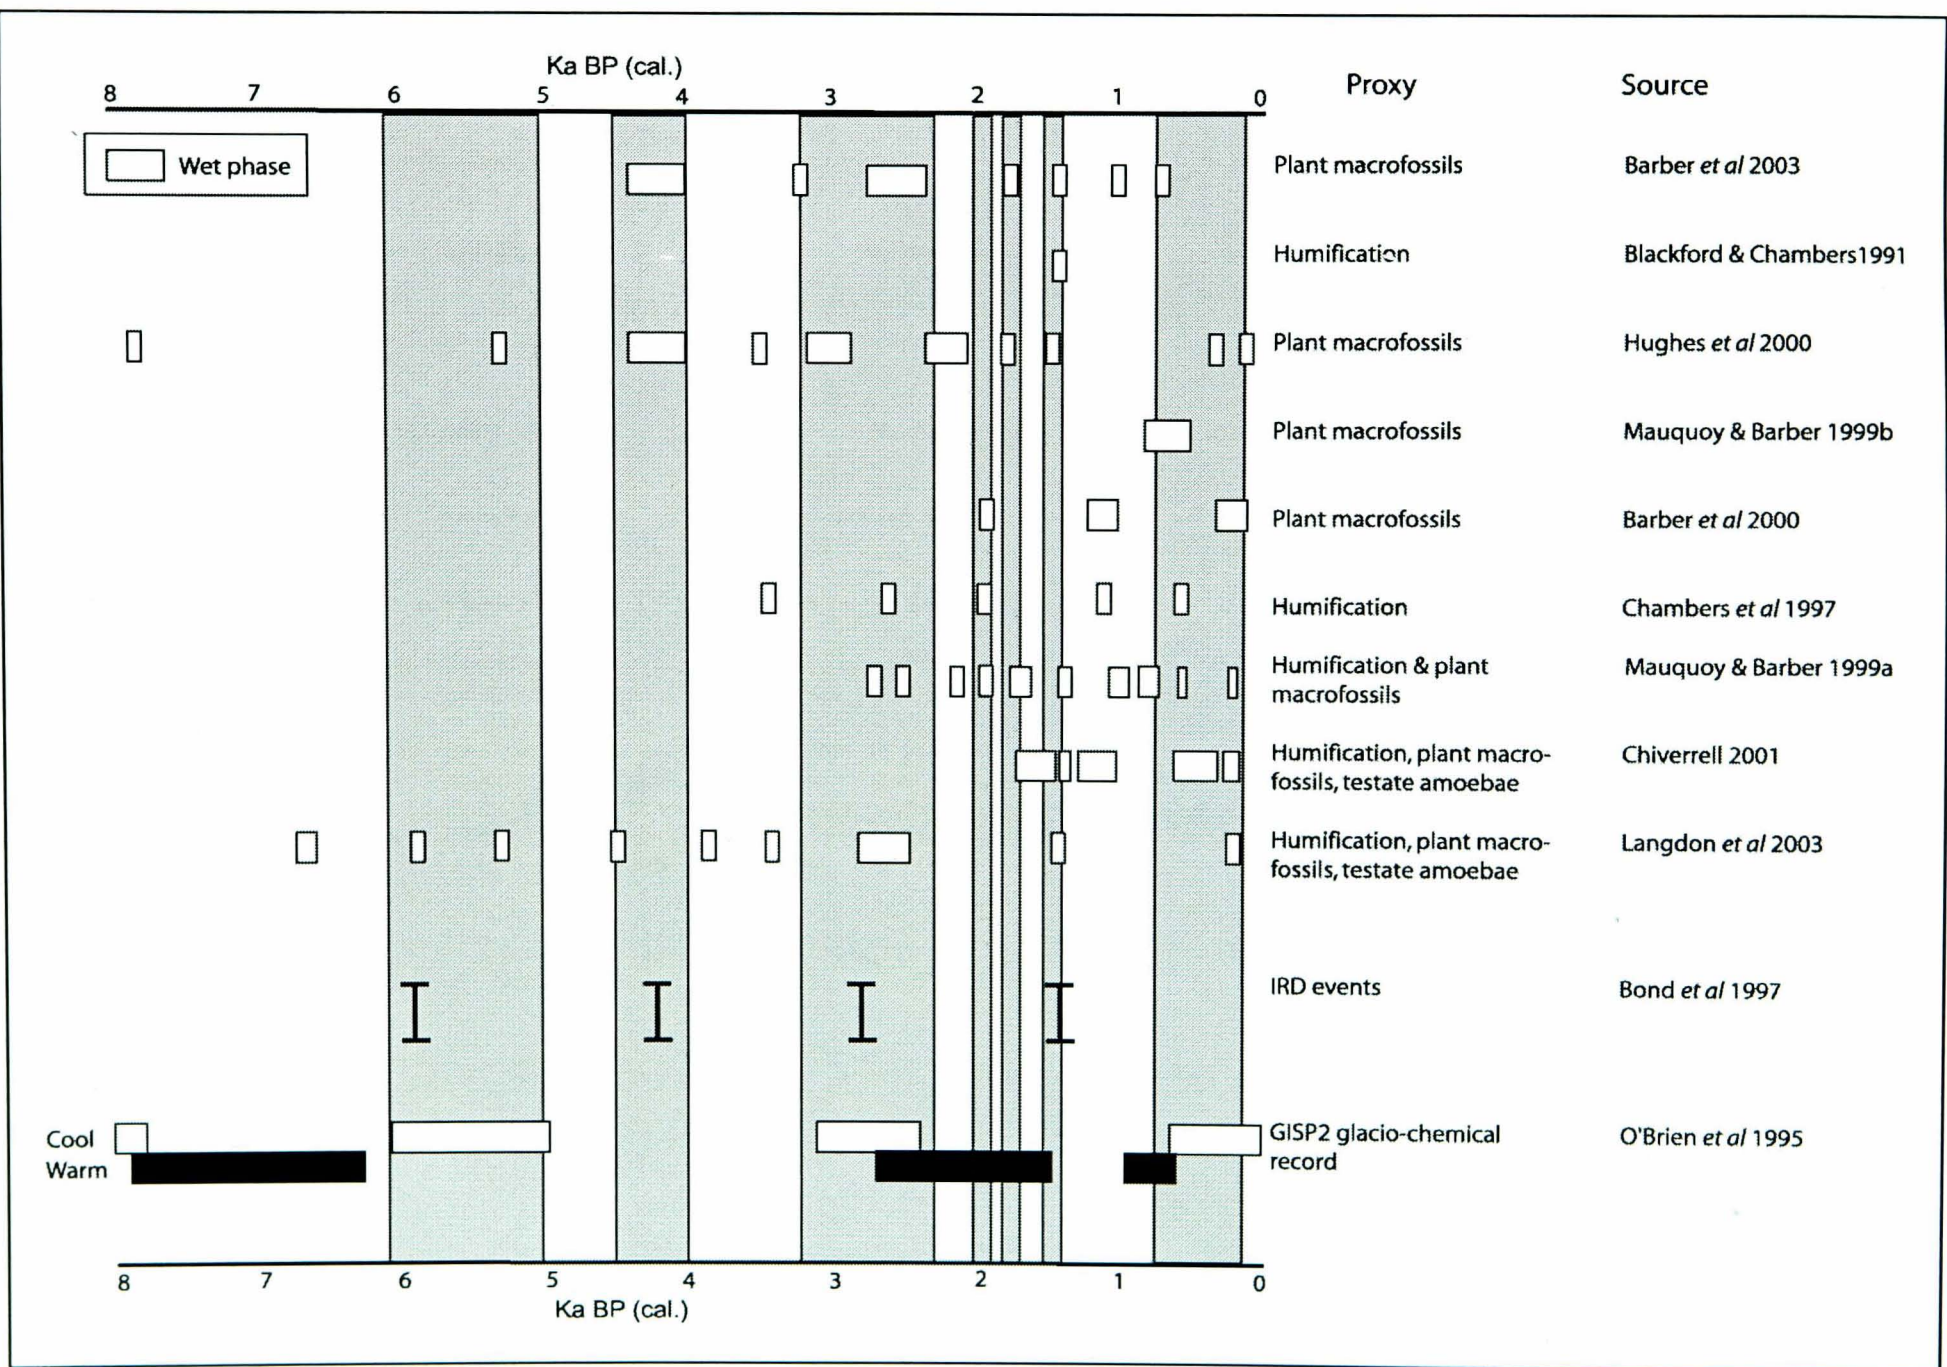 Ka BP (cal.)
8 7 6 5 4 3 2 1 0
Proxy Source
Wet phase
Plant macrofossils Barber et al 2003
Humification Blackford & Chambers1991
Plant macrofossils Hughes et al 2000
Plant macrofossils Mauquoy & Barber 1999b
Plant macrofossils Barber et al 2000
Humification Chambers et al 1997
Humification & plant Mauquoy & Barber 1999a
macrofossils
Humification, plant macro- Chiverrell 2001
fossils, testate amoebae
Humification, plant macro- Langdon et al 2003
fossils, testate amoebae
IRD events Bond et al 1997
Cool GISP2 glacio-chemical O'Brien et al 1995
Warm record
8 7 6 5 4 3 2 1 0
Ka BP (cal.)